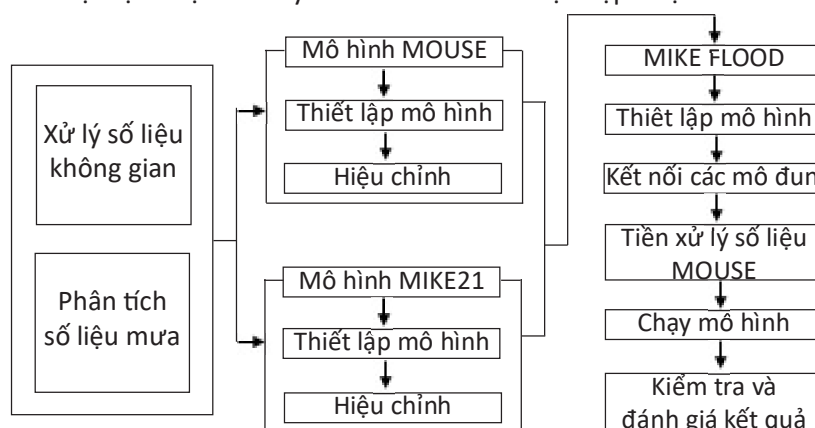 Xử lý số liệu
không gian
Phân tích
số liệu mưa
Mô hình MOUSE
Thiết lập mô hình
Hiệu chỉnh
Mô hình MIKE21
Thiết lập mô hình
Hiệu chỉnh
MIKE FLOOD
Thiêt lập mô hình
Kết nối các mô đun
Tiền xử lý số liệu
MOUSE
Chạy mô hình
Kiểm tra và
đánh giá kết quả